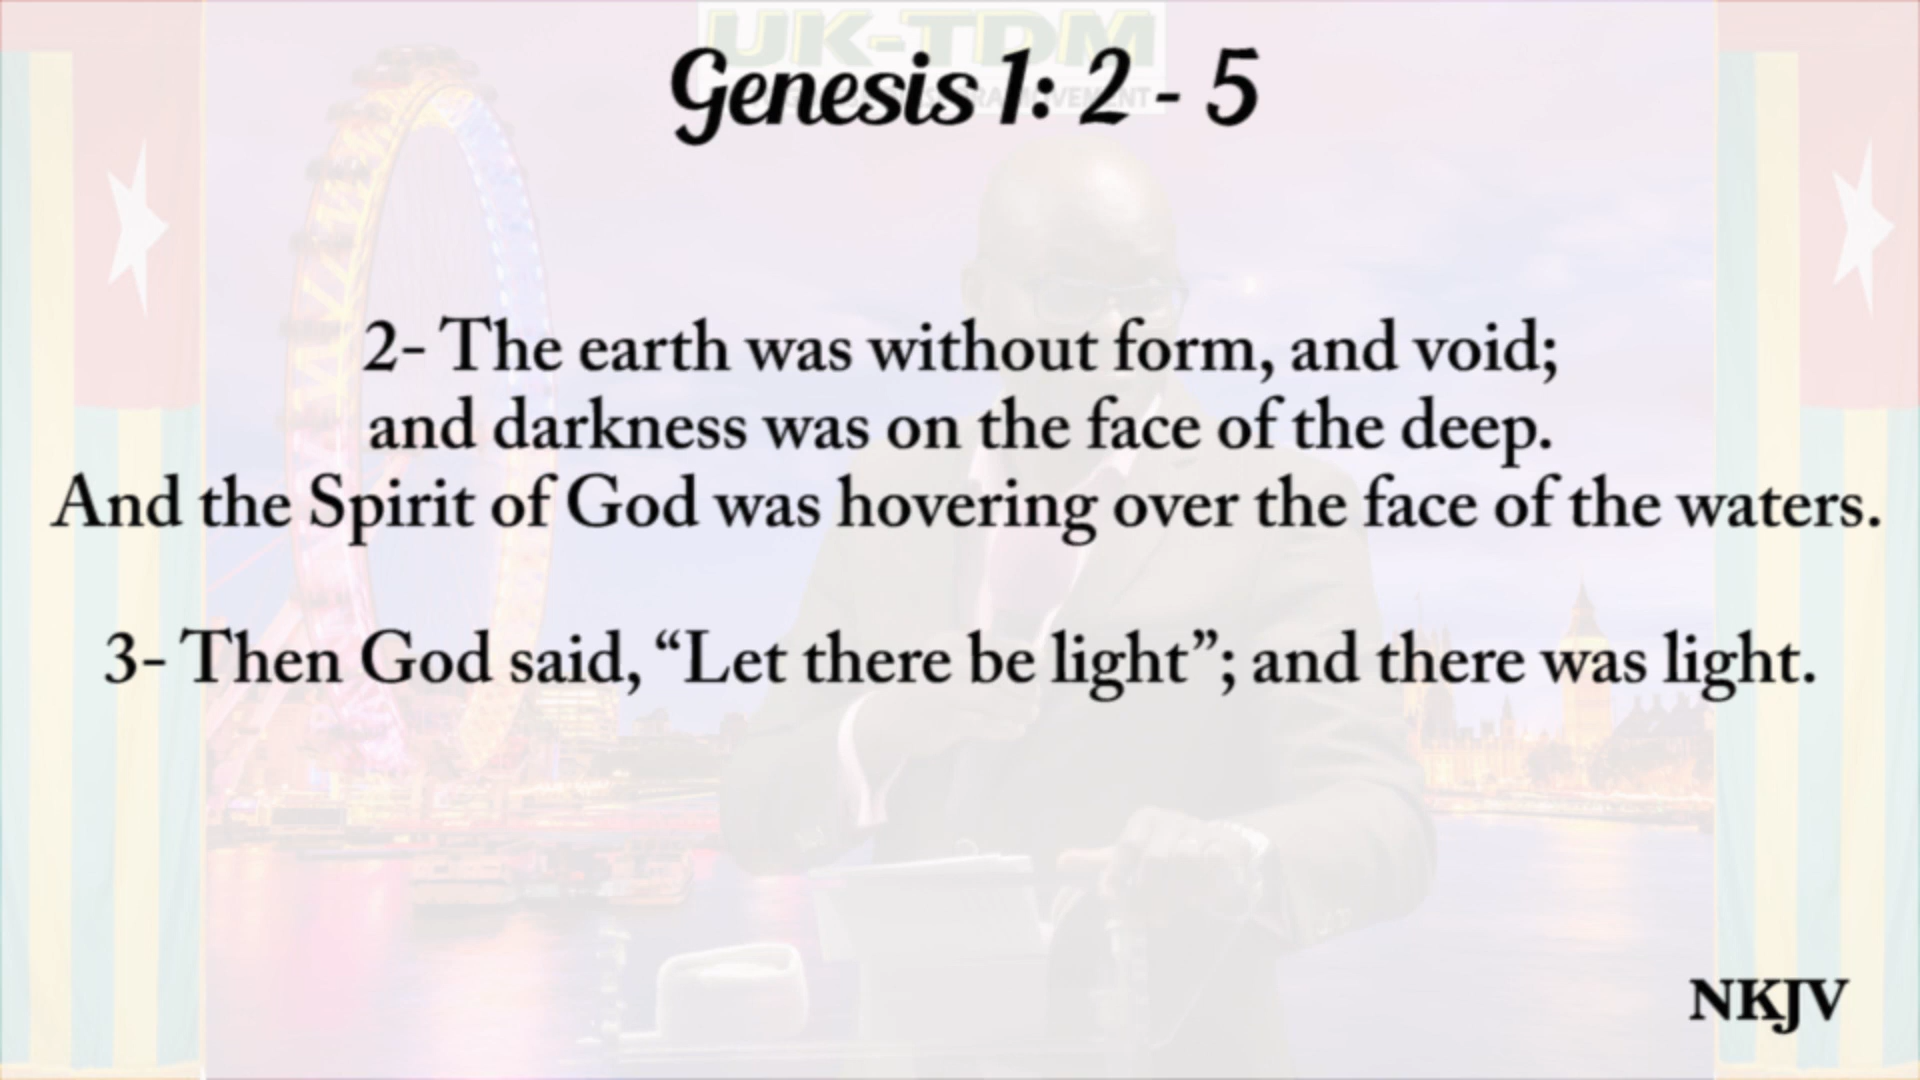 UK-TDM
Genesis 1: 2 - 5
2- The earth was without form, and void;
and darkness was on the face of the deep.
And the Spirit of God was hovering over the face of the waters.
3- Then God said, “Let there be light”; and there was light.
NKJV